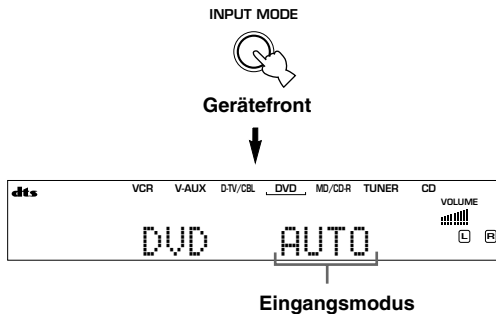 INPUT MODE
Gerätefront
dts VCR V-AUX D-TV/CBL DVD MD/CD-R TUNER CD
VOLUME
L R
DVD AUTO
Eingangsmodus